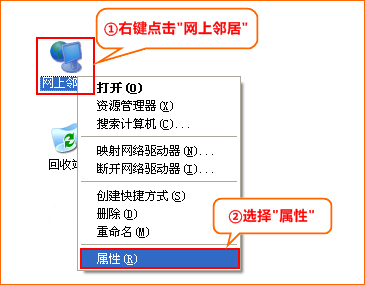 ①右键点击"网上邻居"
网上邻
打开(O)
资源管理器(X)
搜索计算机(C)...
映射网络驱动器(N)...
断开网络驱动器(I)...
回收站
创建快捷方式(S)
删除(D)
重命名(M)
②选择"属性"
属性(R)